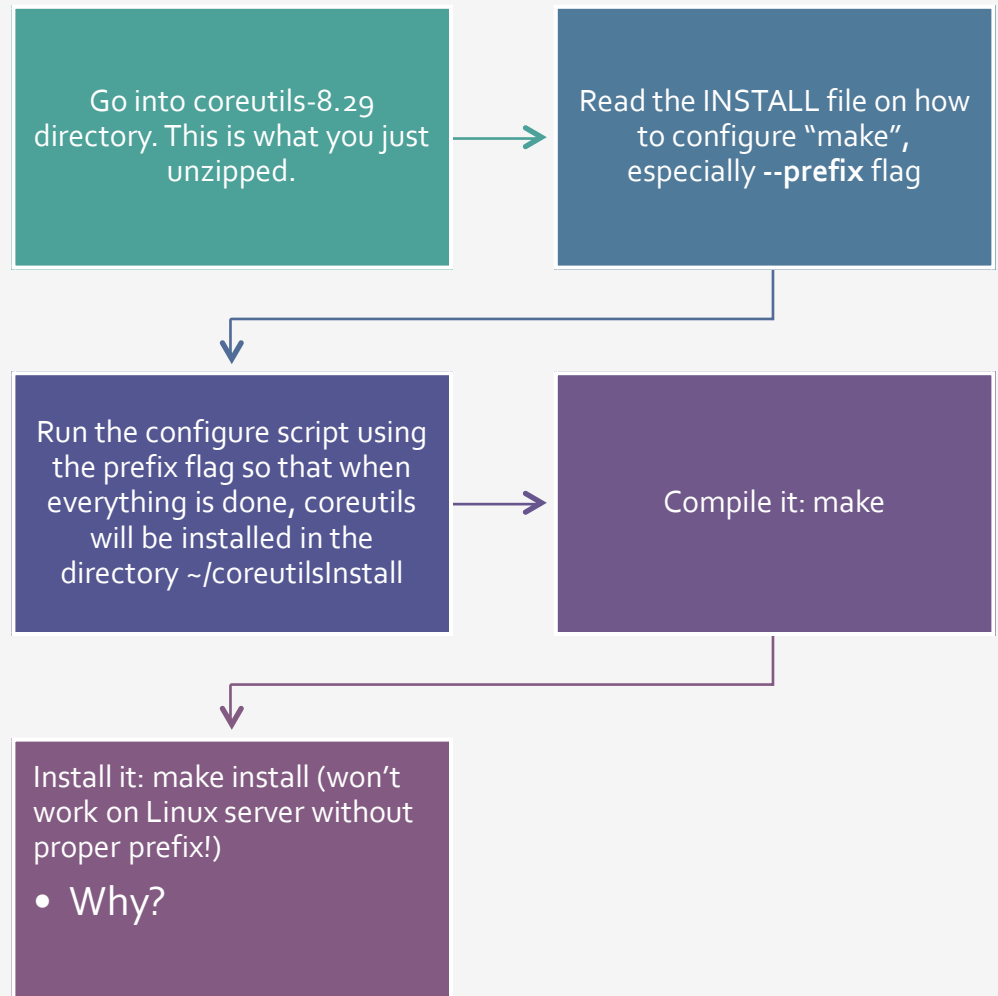 Go into coreutils-8.29
directory. This is what you just
unzipped.
Read the INSTALL file on how
to configure “make”,
especially --prefix flag
Run the configure script using
the prefix flag so that when
everything is done, coreutils
will be installed in the
directory ~/coreutilsInstall
Compile it: make
Install it: make install (won’t
work on Linux server without
proper prefix!)
• Why?